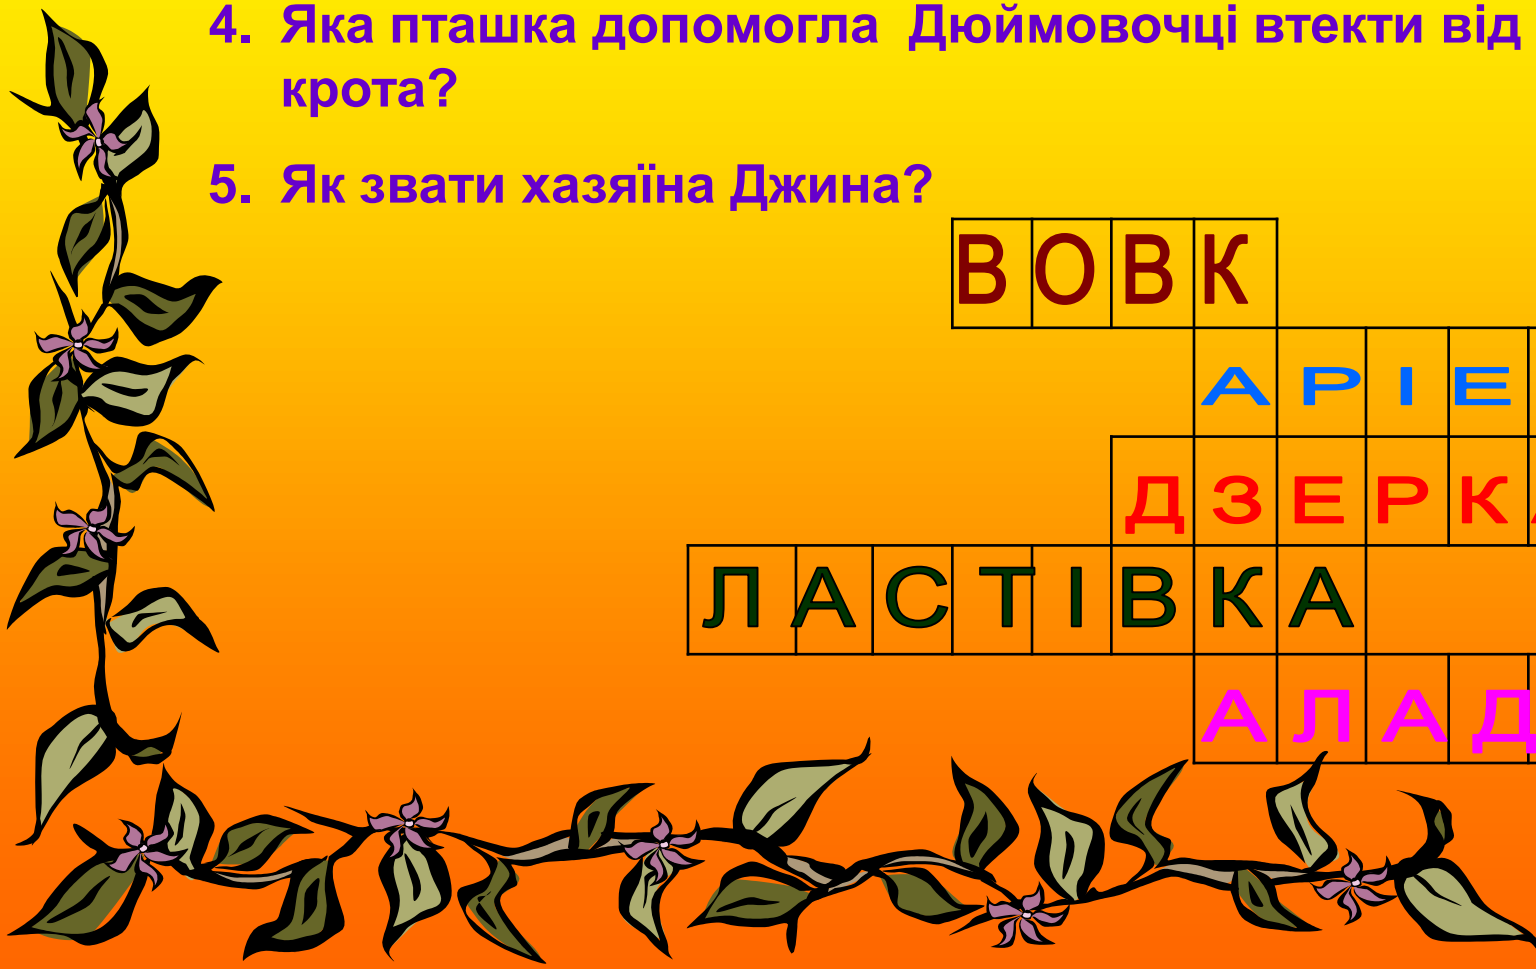 4. Яка пташка допомогла Дюймовочці втекти від
крота?
5. Як звати хазяїна Джина?
ВОВК
АРІЕ
ДЗЕРК
ЛАСТІВКА
АЛАД